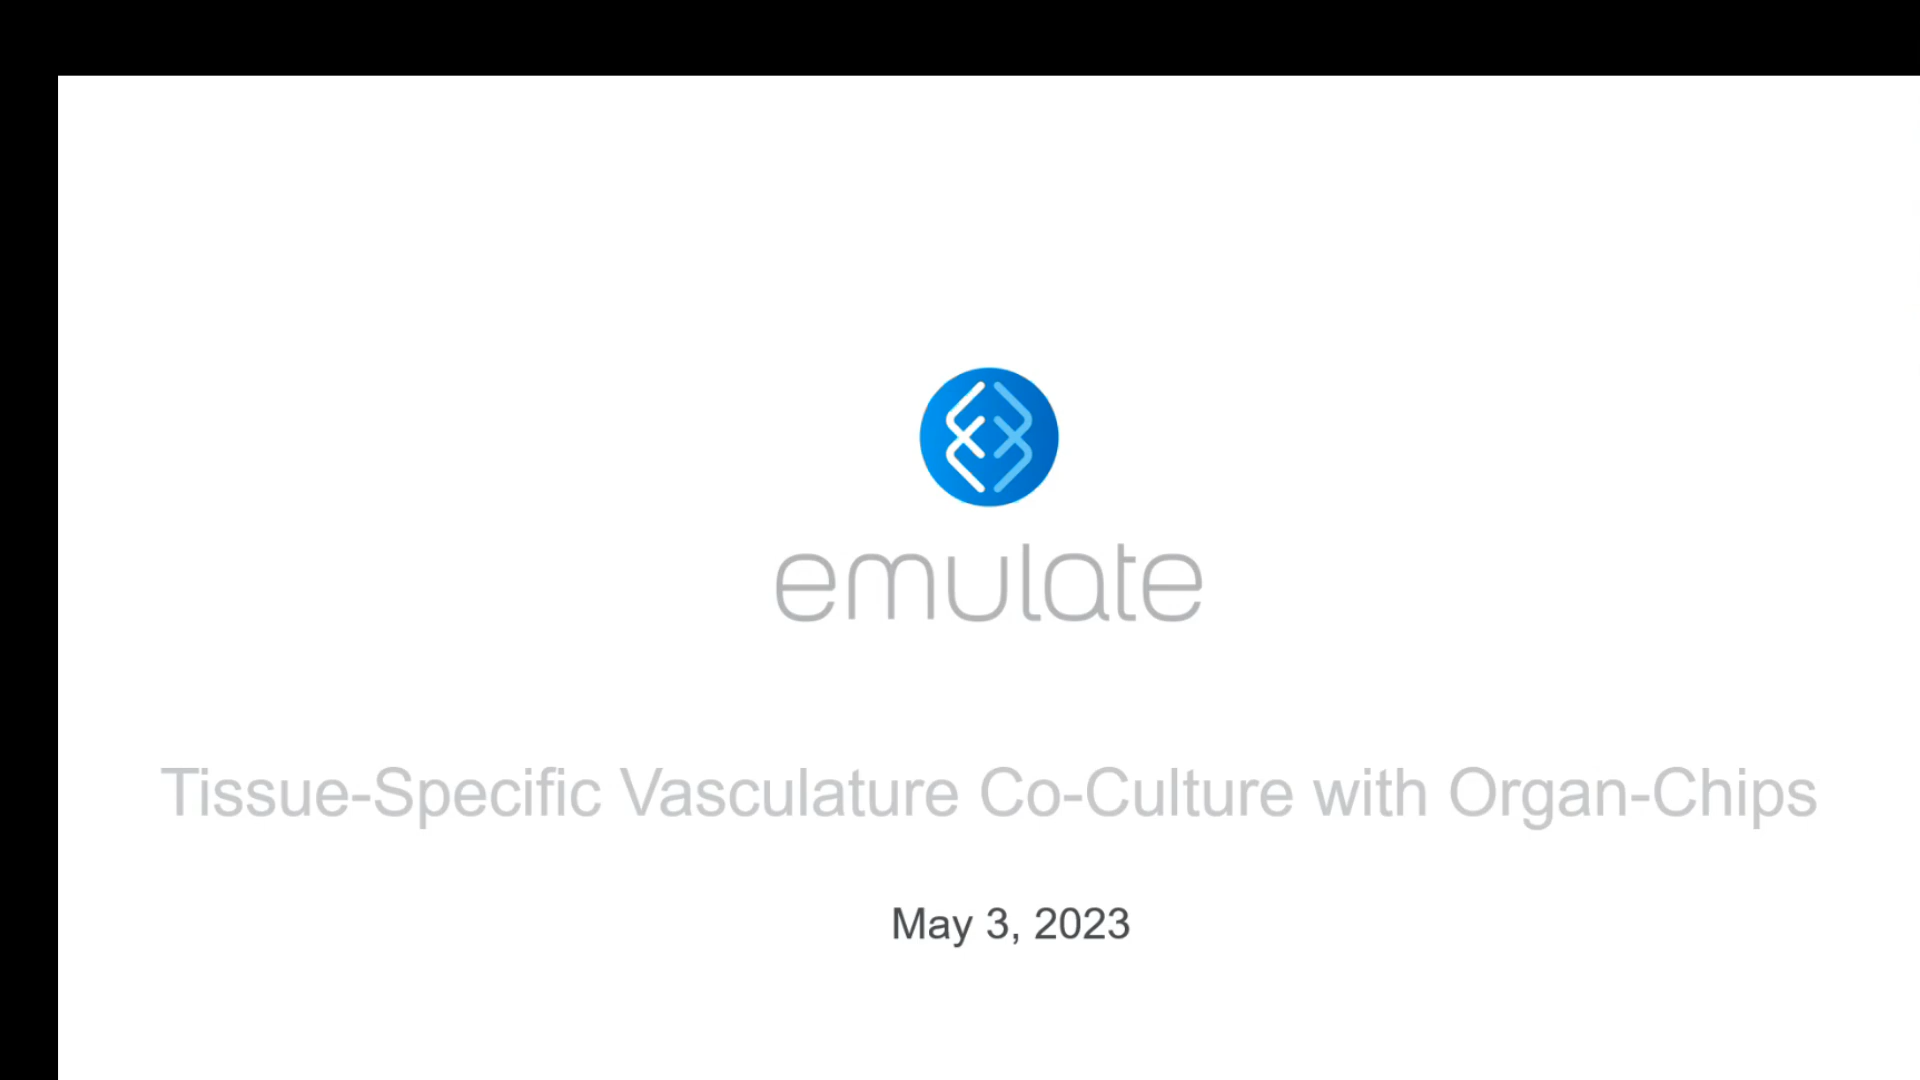 emulate
Tissue-Specific Vasculature Co-Culture with Organ-Chips
May 3, 2023